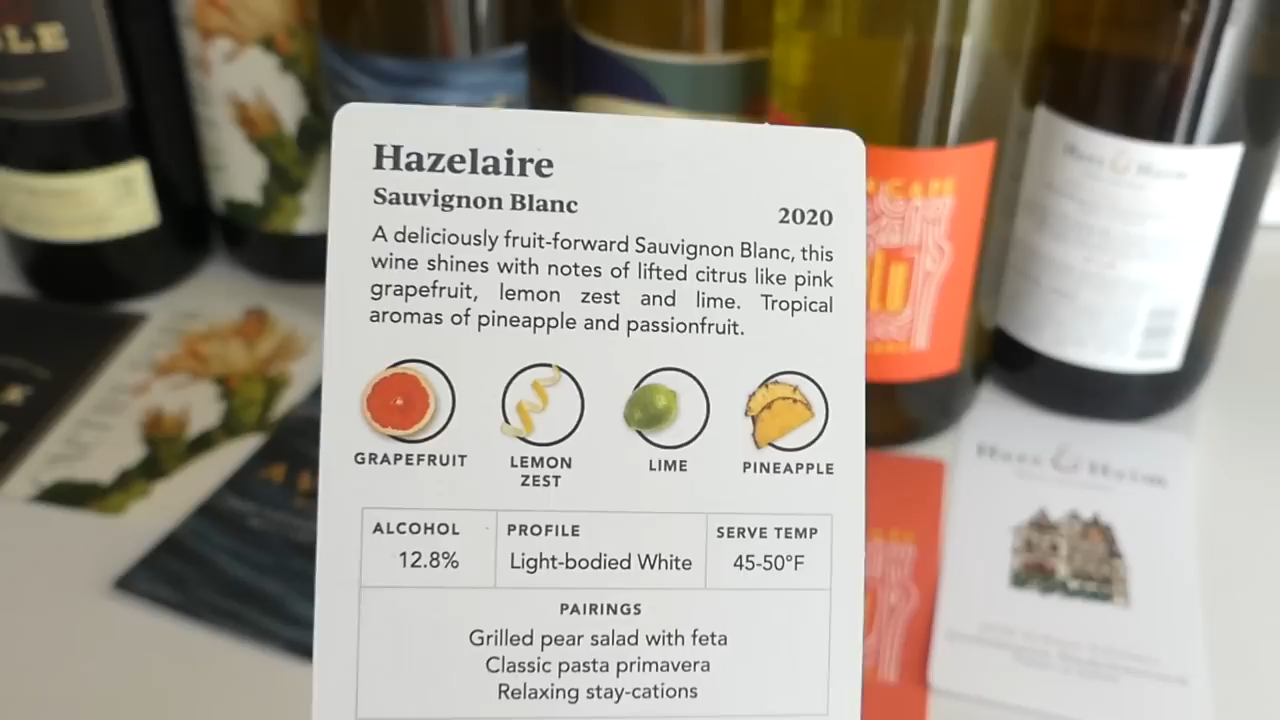 Hazelaire
Sauvignon Blanc
2020
A deliciously fruit-forward Sauvignon Blanc, this
wine shines with notes of lifted citrus like pink
grapefruit, lemon zest and lime. Tropical
aromas of pineapple and passionfruit.
GRAPEFRUIT
LEMON
ZEST
LIME
PINEAPPLE
ALCOHOL
12.8%
PROFILE
Light-bodied White
SERVE TEMP
45-50°F
PAIRINGS
Grilled pear salad with feta
Classic pasta primavera
Relaxing stay-cations